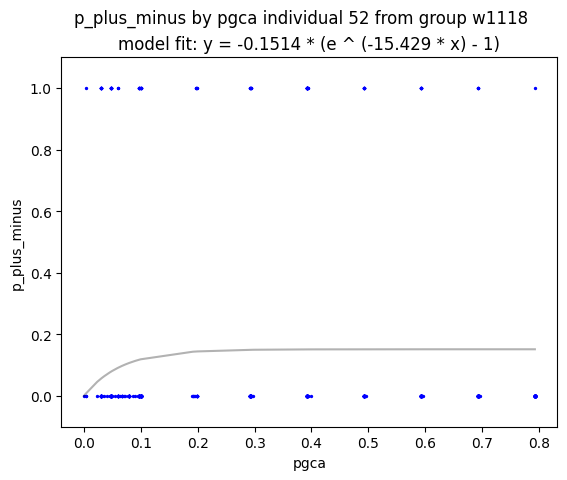 p_plus_minus by pgca individual 52 from group w1118
model fit: y = -0.1514 * (e ^ (-15.429 * x) - 1)
1.0
0.8
0.6
0.4
0.2
0.0
p_plus_minus
0.0 0.1 0.2 0.3 0.4 0.5 0.6 0.7 0.8
pgca